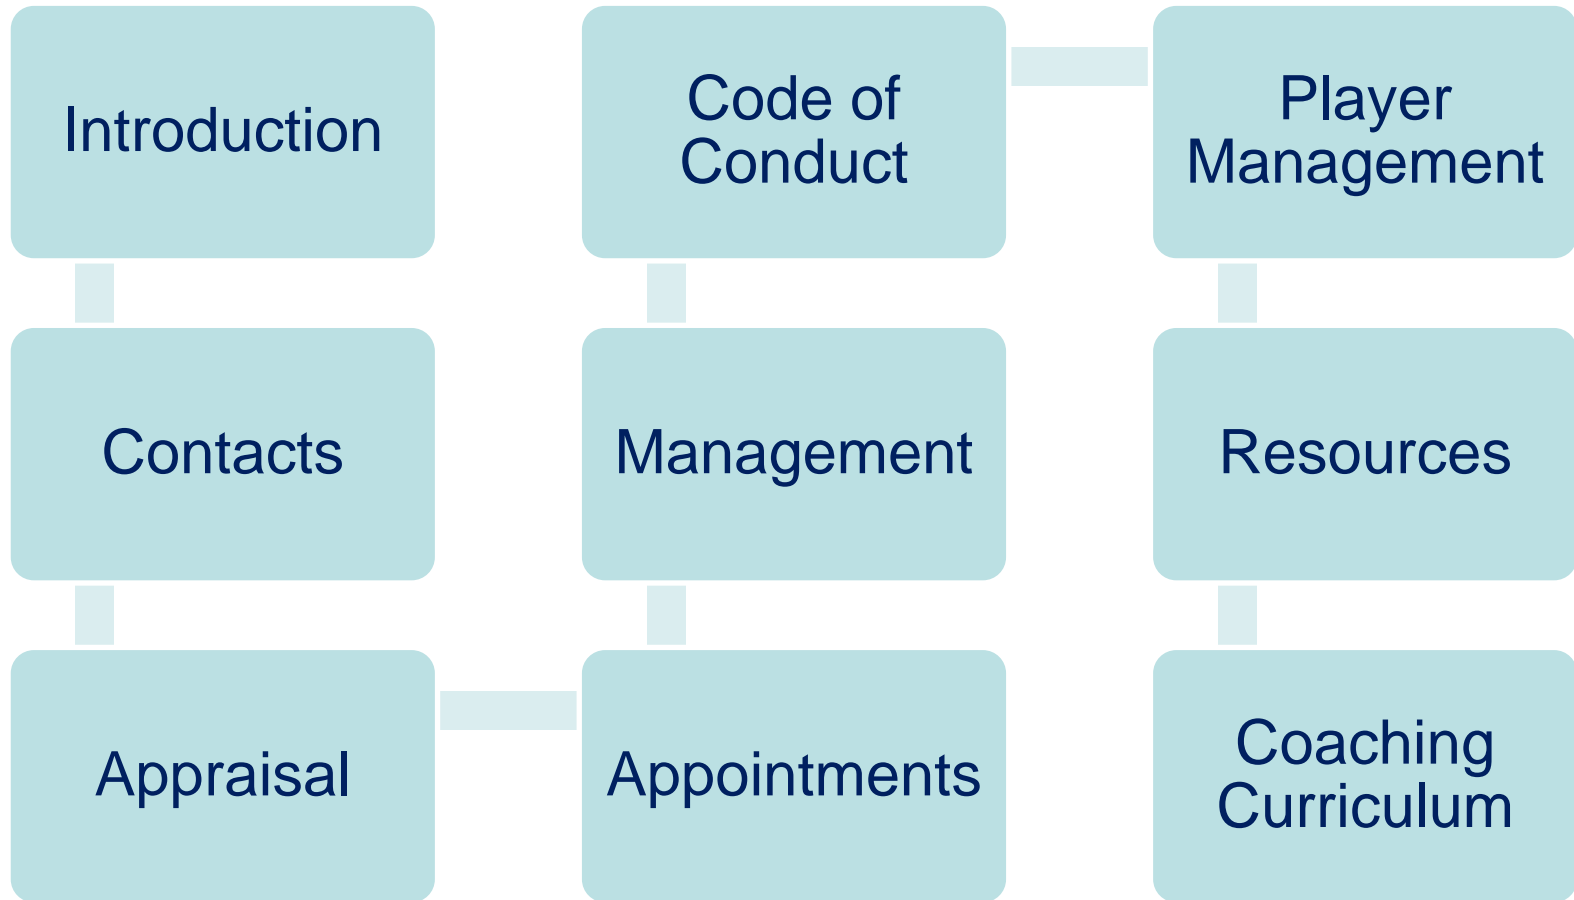 Introduction
Contacts
Appraisal
Appointments
Management
Code of
Conduct
Player
Management
Resources
Coaching
Curriculum